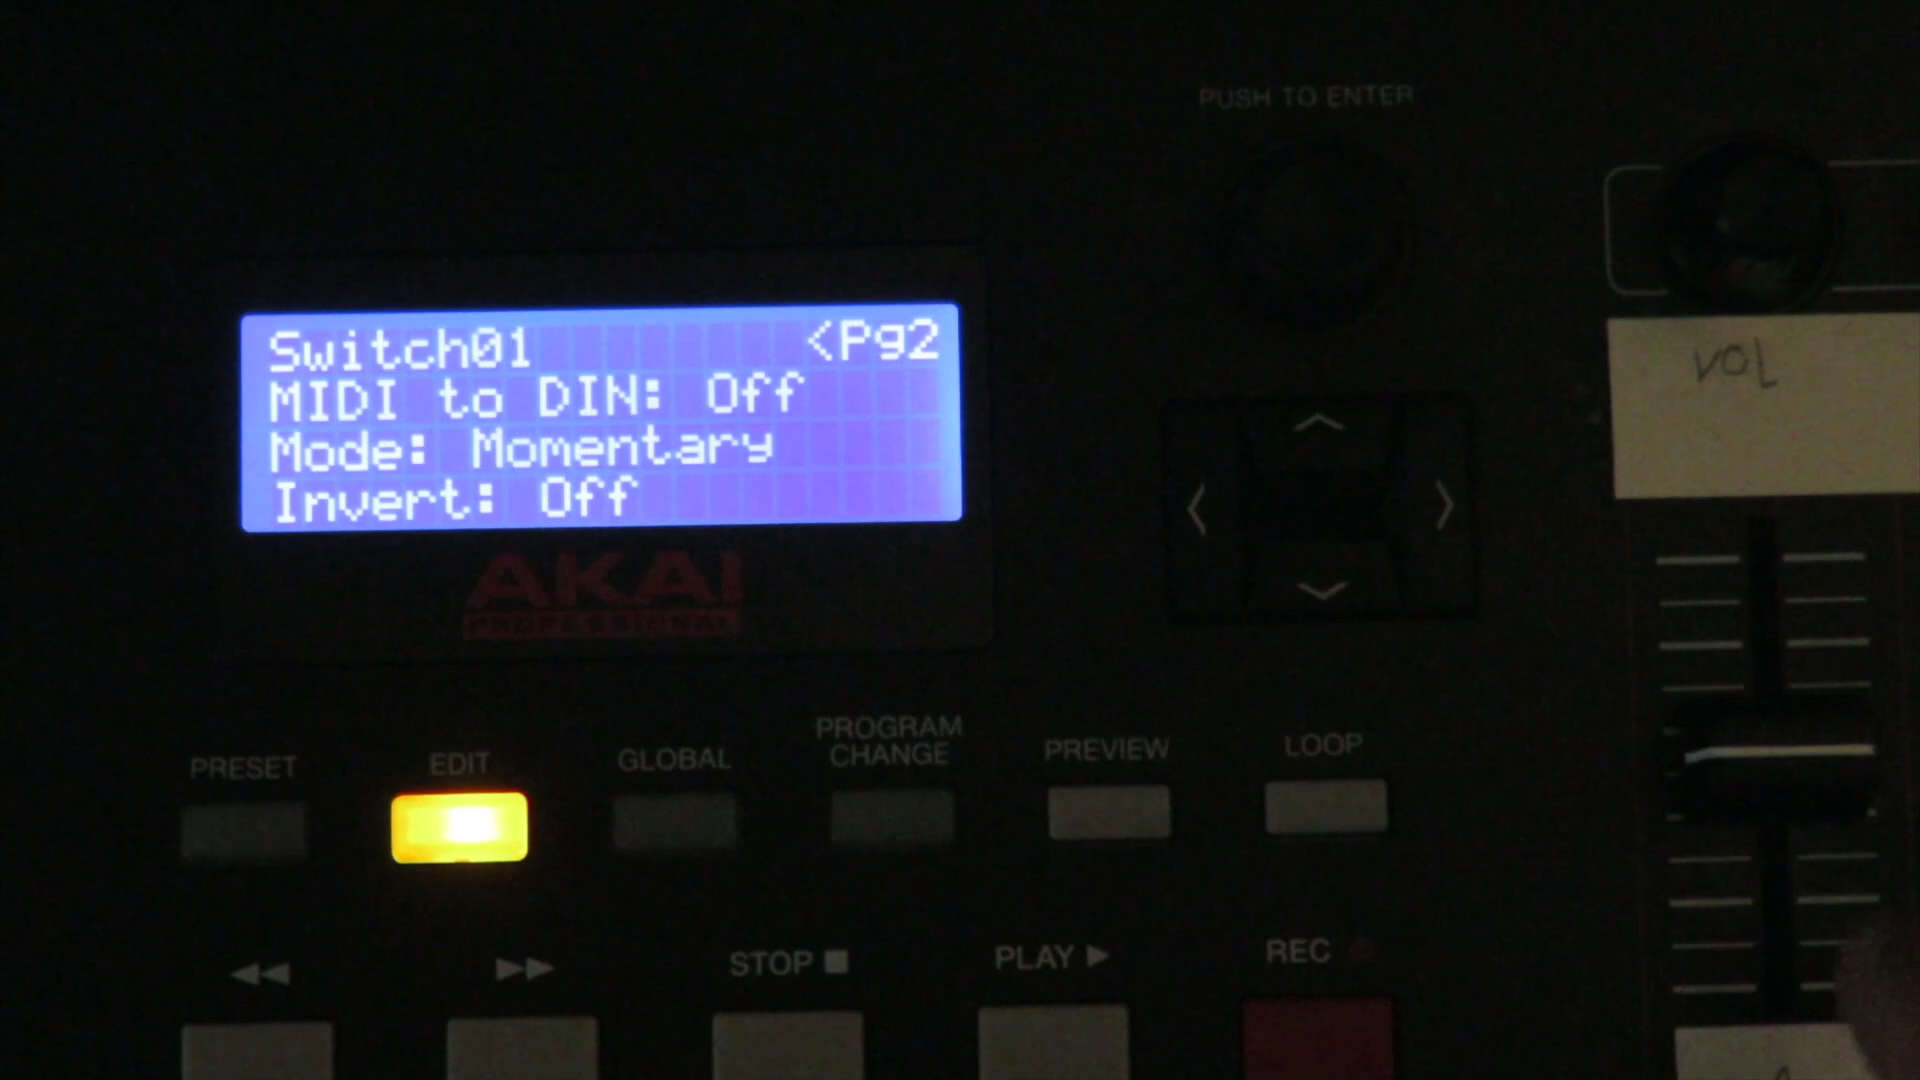 PUSH TO ENTER
Switch01 <Pg2
MIDI to DIN: Off
Mode: Momentary
Invert: Off
VOL
AKAI
PROFESSIONAL
PRESET
EDIT
GLOBAL
PROGRAM
CHANGE
PREVIEW
LOOP
STOP
PLAY
REC